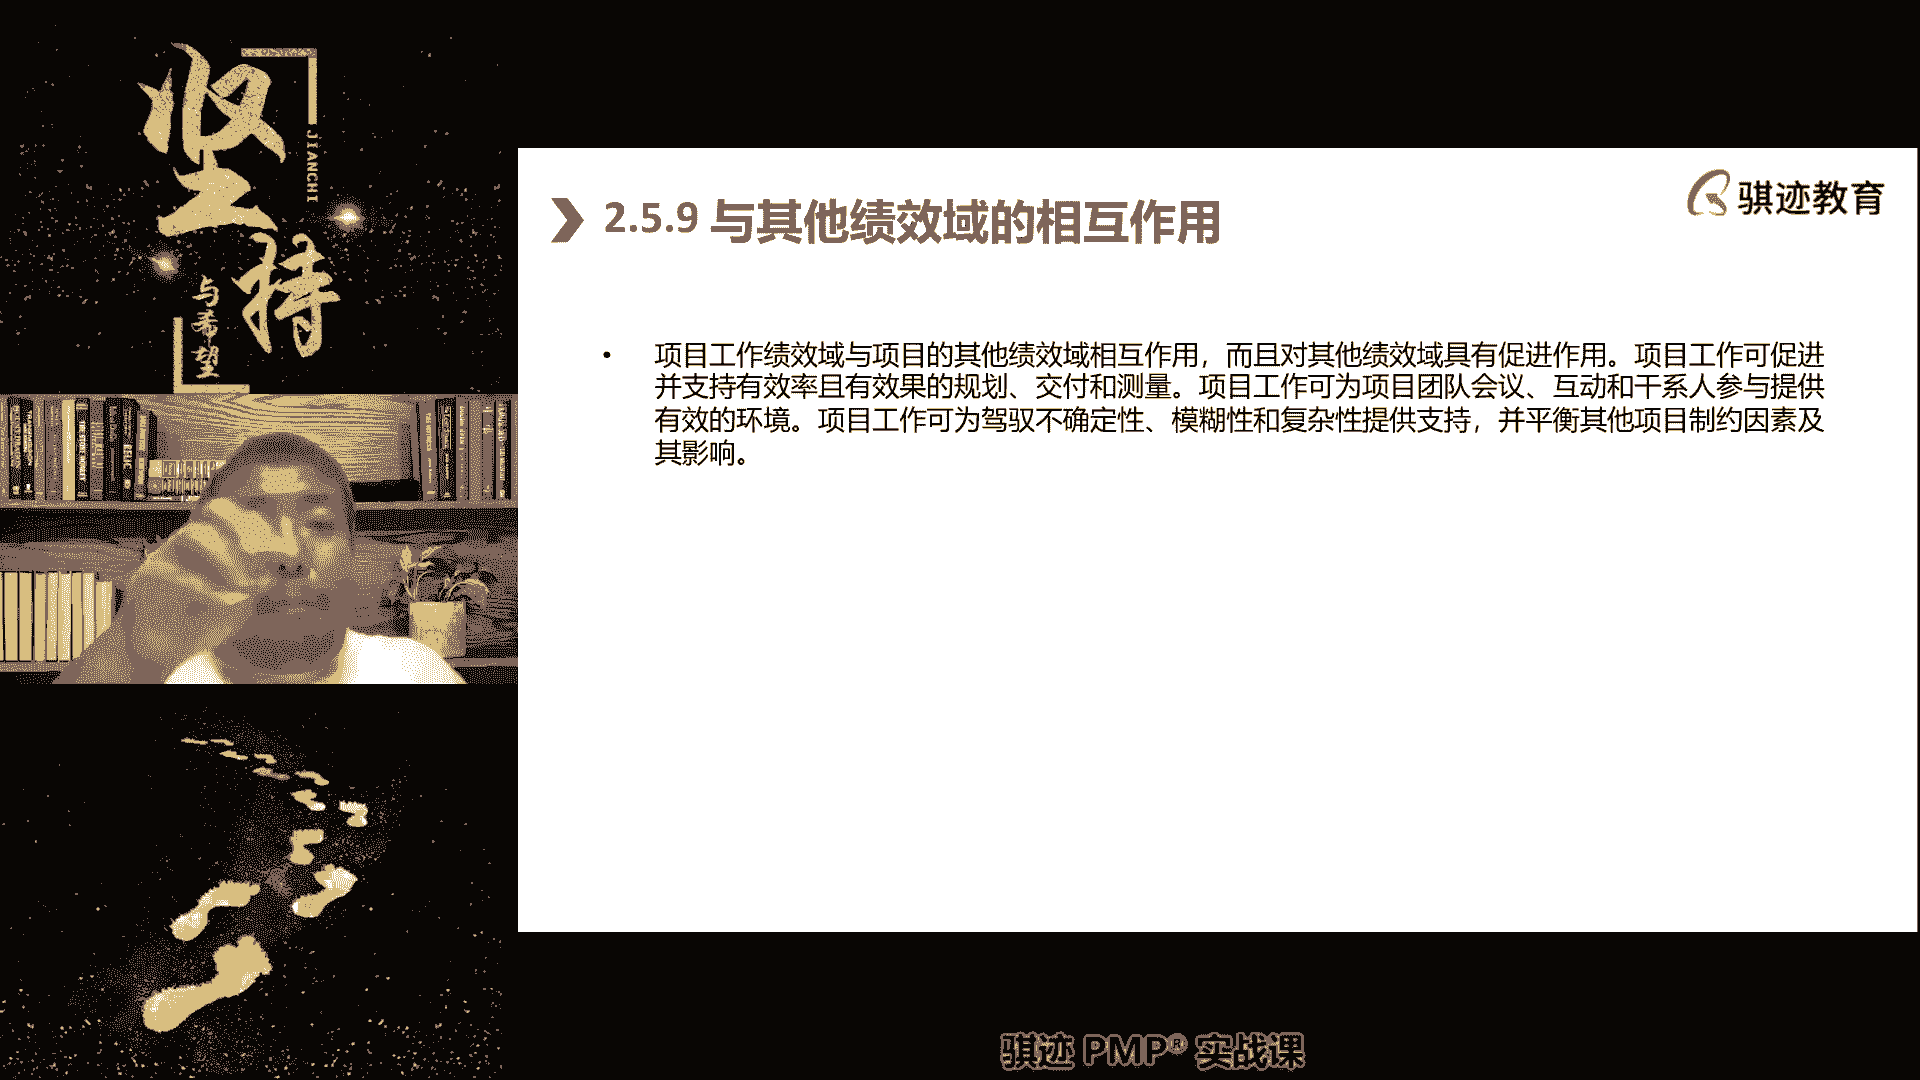 坚持
JIANCHI
与希望
骐迹教育
2.5.9 与其他绩效域的相互作用
• 项目工作绩效域与项目的其他绩效域相互作用，而且对其他绩效域具有促进作用。项目工作可促进
并支持有效率且有效果的规划、交付和测量。项目工作可为项目团队会议、互动和干系人参与提供
有效的环境。项目工作可为驾驭不确定性、模糊性和复杂性提供支持，并平衡其他项目制约因素及
其影响。
骐迹 PMP® 实战课